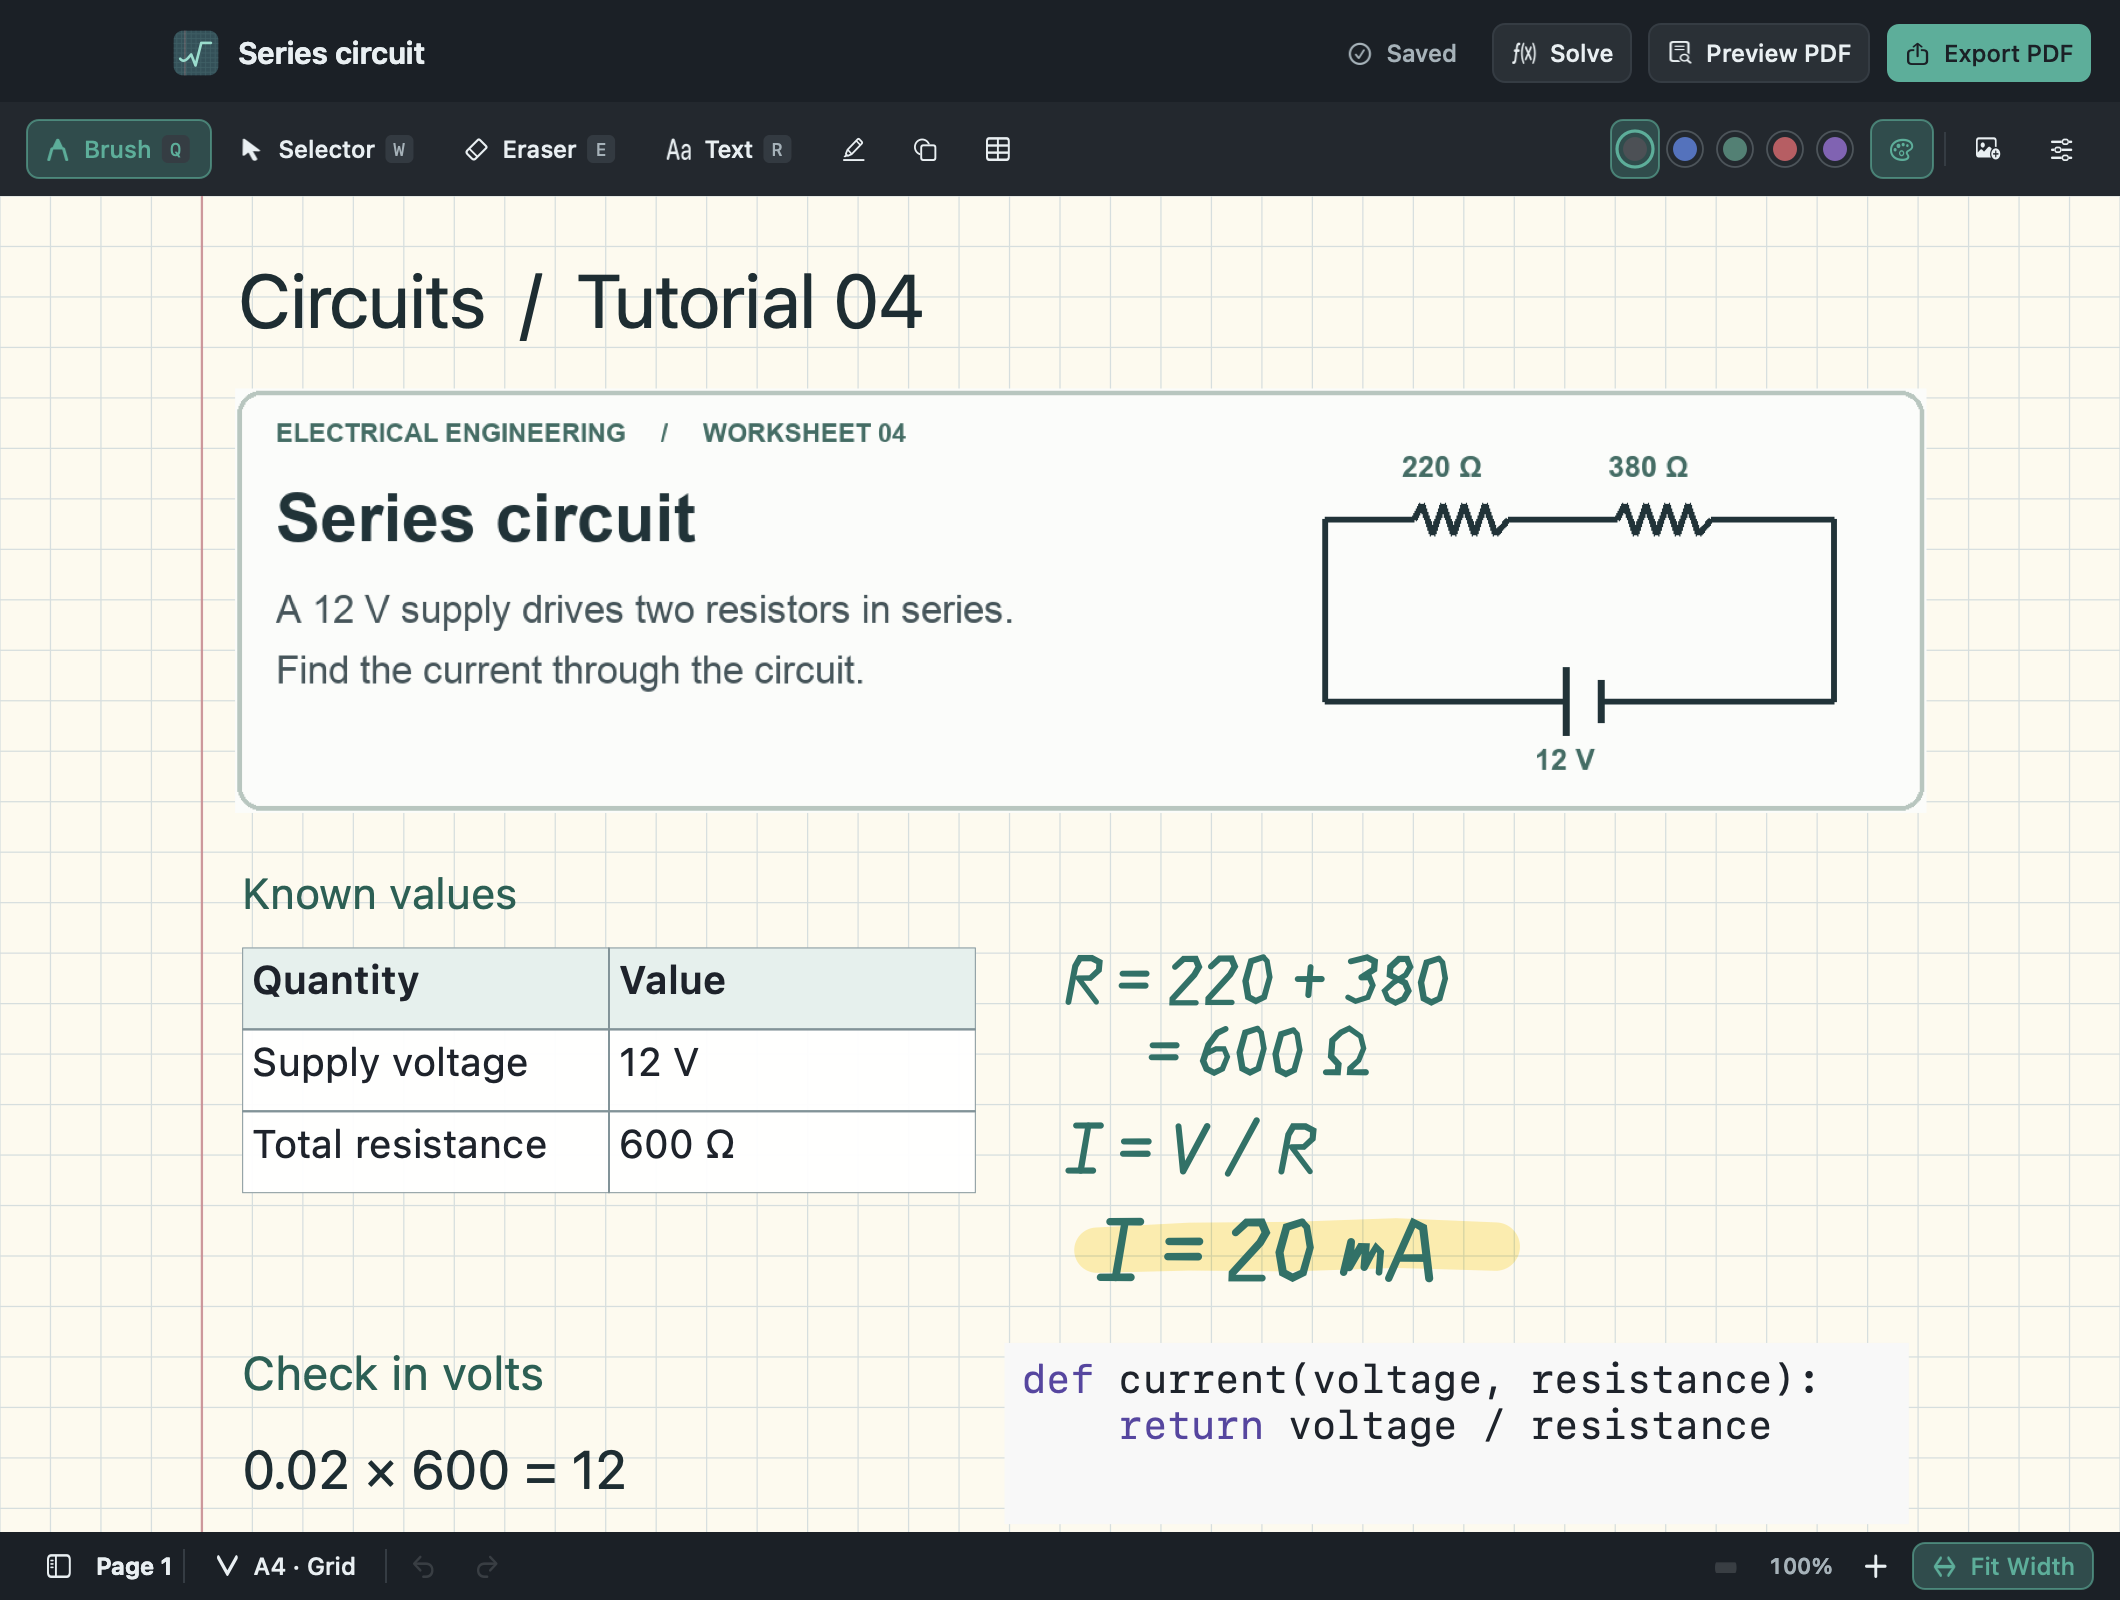 Series circuit
Saved
f(x) Solve
Preview PDF
Export PDF
Brush Q
Selector W
Eraser E
Aa Text R
Circuits / Tutorial 04
ELECTRICAL ENGINEERING / WORKSHEET 04
Series circuit
A 12 V supply drives two resistors in series.
Find the current through the circuit.
220 Ω 380 Ω
12 V
Known values
Quantity Value
Supply voltage 12 V
Total resistance 600 Ω
R = 220 + 380
= 600 Ω
I = V / R
I = 20 mA
Check in volts
0.02 × 600 = 12
def current(voltage, resistance):
return voltage / resistance
Page 1
A4 · Grid
100%
Fit Width